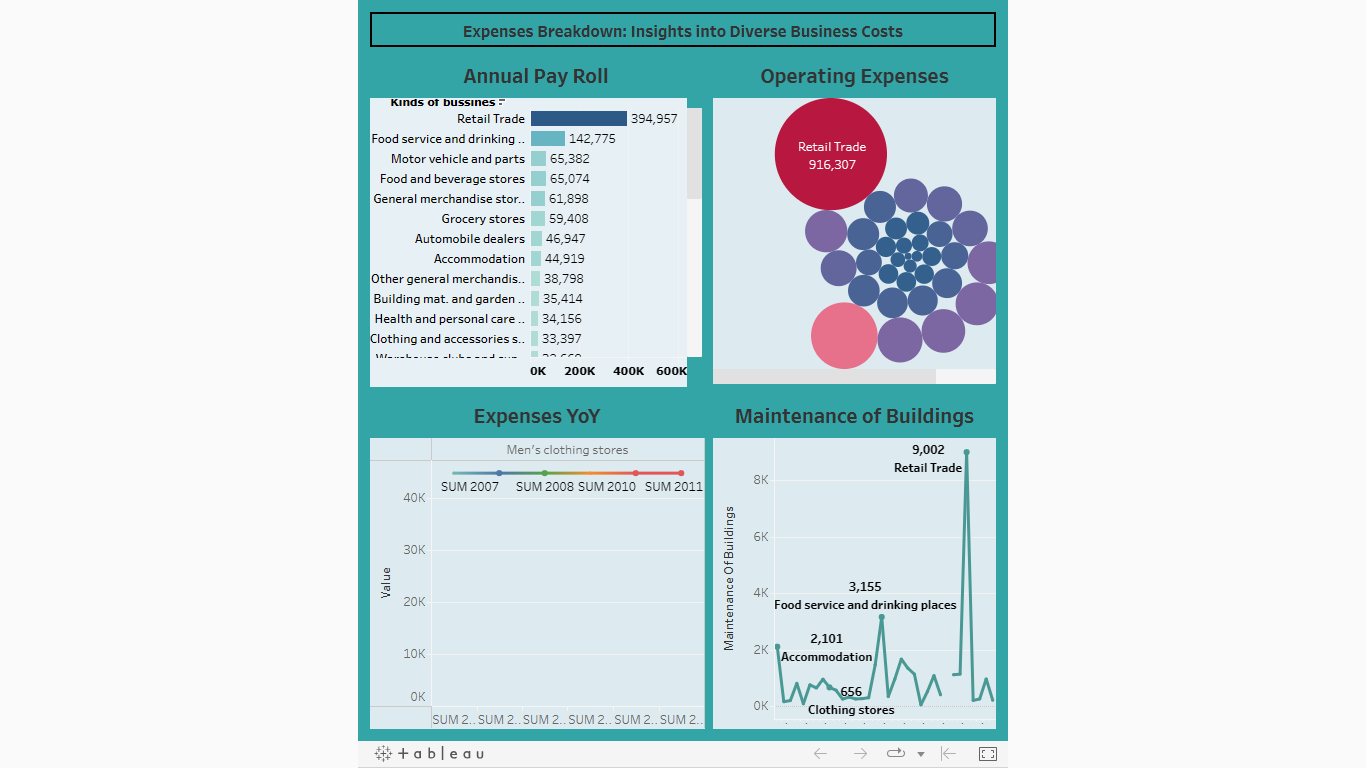 Expenses Breakdown: Insights into Diverse Business Costs
Annual Pay Roll
Kinds of bussines
Retail Trade 394,957
Food service and drinking .. 142,775
Motor vehicle and parts 65,382
Food and beverage stores 65,074
General merchandise stor.. 61,898
Grocery stores 59,408
Automobile dealers 46,947
Accommodation 44,919
Other general merchandis.. 38,798
Building mat. and garden .. 35,414
Health and personal care .. 34,156
Clothing and accessories s.. 33,397
0K 200K 400K 600K
Operating Expenses
Retail Trade
916,307
Expenses YoY
Men's clothing stores
SUM 2007 SUM 2008 SUM 2010 SUM 2011
40K
30K
20K
10K
0K
Value
SUM 2.. SUM 2.. SUM 2.. SUM 2.. SUM 2.. SUM 2..
Maintenance of Buildings
9,002
Retail Trade
8K
6K
4K
2K
0K
Maintenance Of Buildings
3,155
Food service and drinking places
2,101
Accommodation
656
Clothing stores
+ableau